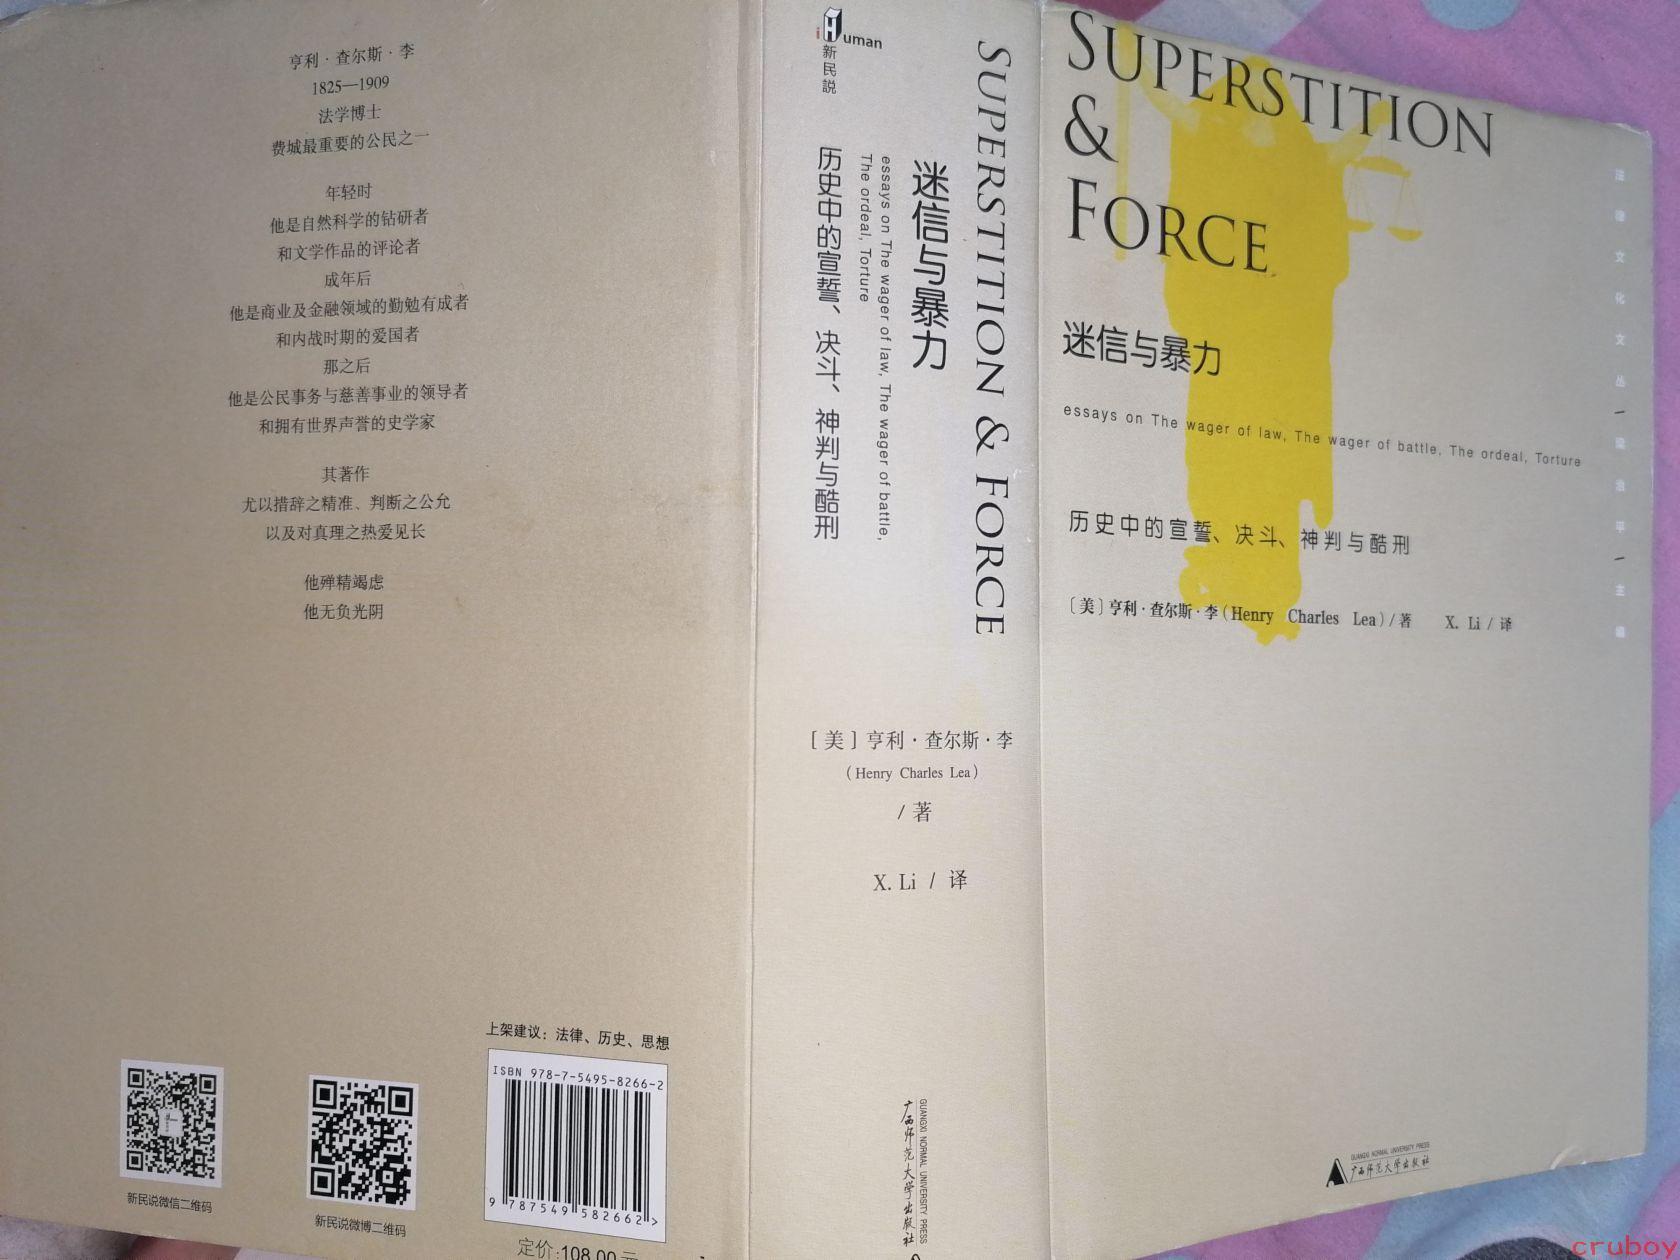 亨利·查尔斯·李
1825—1909
法学博士
费城最重要的公民之一
年轻时
他是自然科学的钻研者
和文学作品的评论者
成年后
他是商业及金融领域的勤勉有成者
和内战时期的爱国者
那之后
他是公民事务与慈善事业的领导者
和拥有世界声誉的史学家
其著作
尤以措辞之精准、判断之公允
以及对真理之热爱见长
他殚精竭虑
他无负光阴
新民说微信二维码
新民说微博二维码
上架建议：法律、历史、思想
ISBN 978-7-5495-8266-2
9 787549 582662>
定价:108.00元
iHuman
新民説
SUPERSTITION & FORCE
迷信与暴力
essays on The wager of law, The wager of battle,
The ordeal, Torture
历史中的宣誓、决斗、神判与酷刑
［美］亨利·查尔斯·李
（Henry Charles Lea）
/ 著
X. Li / 译
广西师范大学出版社
GUANGXI NORMAL UNIVERSITY PRESS
SUPERSTITION
&
FORCE
迷信与暴力
essays on The wager of law, The wager of battle, The ordeal, Torture
历史中的宣誓、决斗、神判与酷刑
［美］亨利·查尔斯·李（Henry Charles Lea）/ 著 X. Li / 译
法律文化文丛 | 梁治平 | 主编
GUANGXI NORMAL UNIVERSITY PRESS
广西师范大学出版社
cruboy